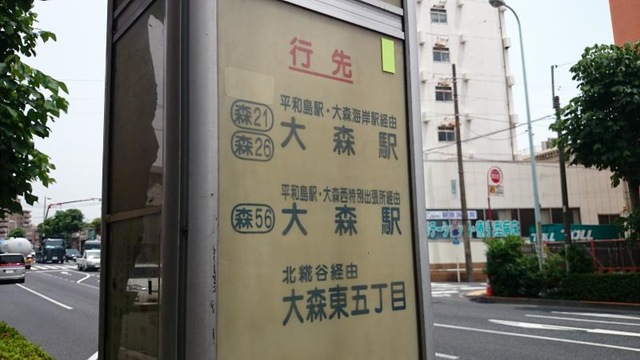 行先
平和島駅・大森海岸駅経由
森21
森26
大森駅
平和島駅・大森西特別出張所経由
森56
大森駅
北糀谷経由
大森東五丁目